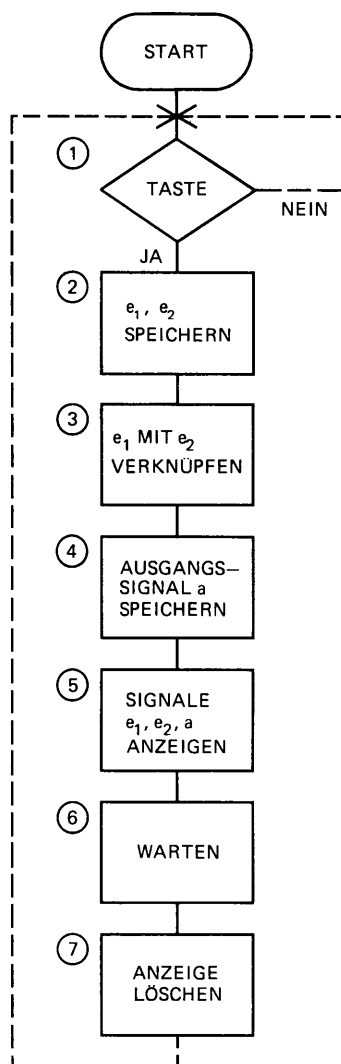 START
1
TASTE
NEIN
JA
2
e₁, e₂
SPEICHERN
3
e₁ MIT e₂
VERKNÜPFEN
4
AUSGANGS–
SIGNAL a
SPEICHERN
5
SIGNALE
e₁, e₂, a
ANZEIGEN
6
WARTEN
7
ANZEIGE
LÖSCHEN